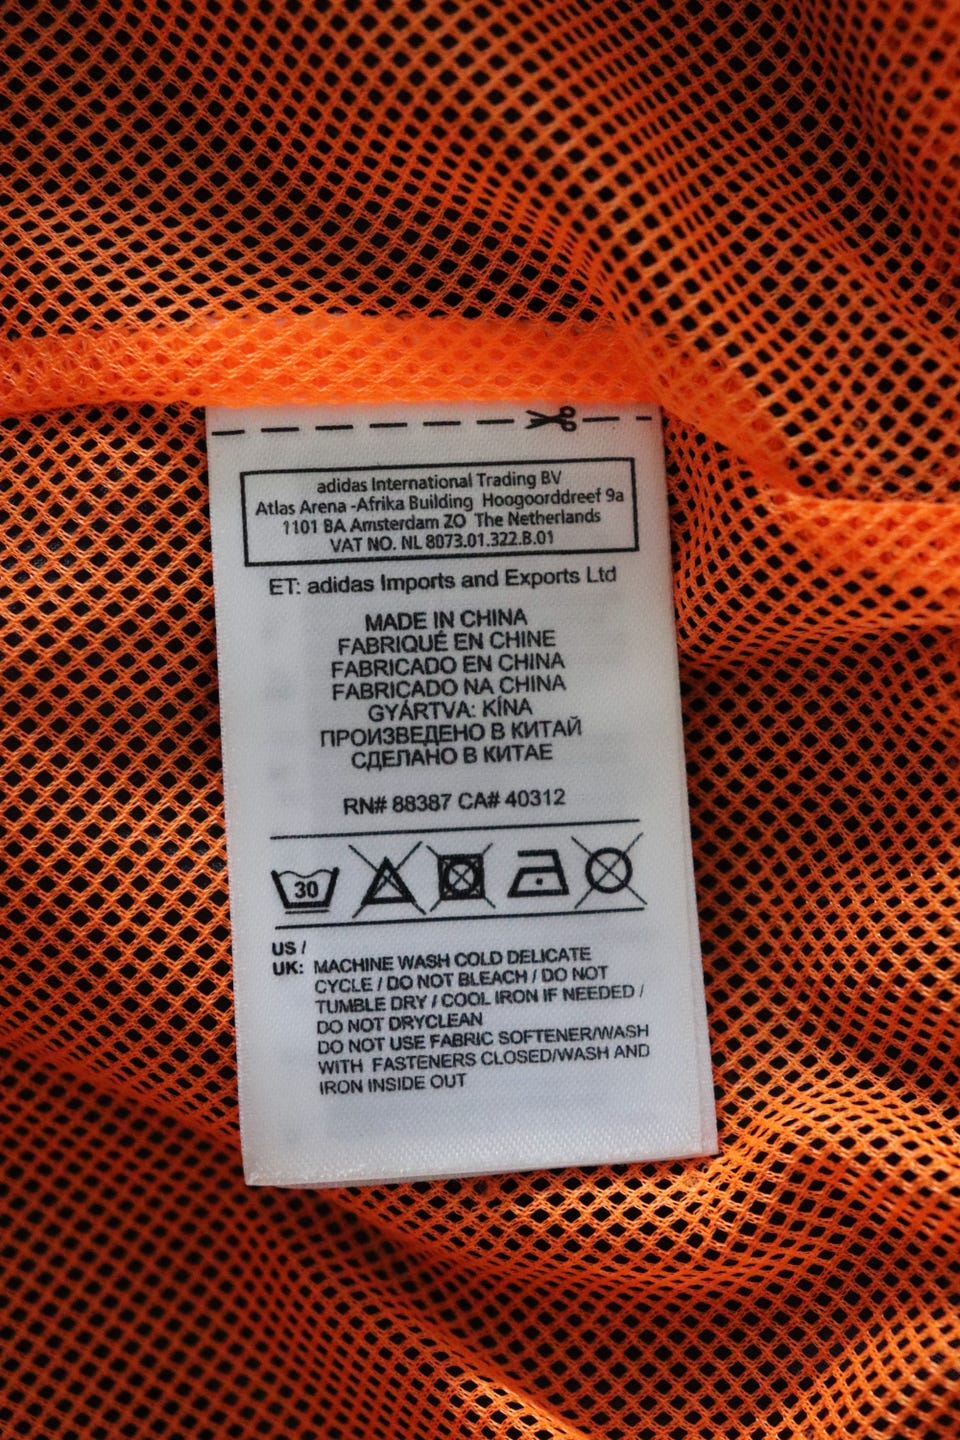 adidas International Trading BV
Atlas Arena -Afrika Building Hoogoorddreef 9a
1101 BA Amsterdam ZO The Netherlands
VAT NO. NL 8073.01.322.B.01
ET: adidas Imports and Exports Ltd
MADE IN CHINA
FABRIQUÉ EN CHINE
FABRICADO EN CHINA
FABRICADO NA CHINA
GYÁRTVA: KÍNA
ПРОИЗВЕДЕНО В КИТАЙ
СДЕЛАНО В КИТАЕ
RN# 88387 CA# 40312
30
US /
UK: MACHINE WASH COLD DELICATE
CYCLE / DO NOT BLEACH / DO NOT
TUMBLE DRY / COOL IRON IF NEEDED /
DO NOT DRYCLEAN
DO NOT USE FABRIC SOFTENER/WASH
WITH FASTENERS CLOSED/WASH AND
IRON INSIDE OUT